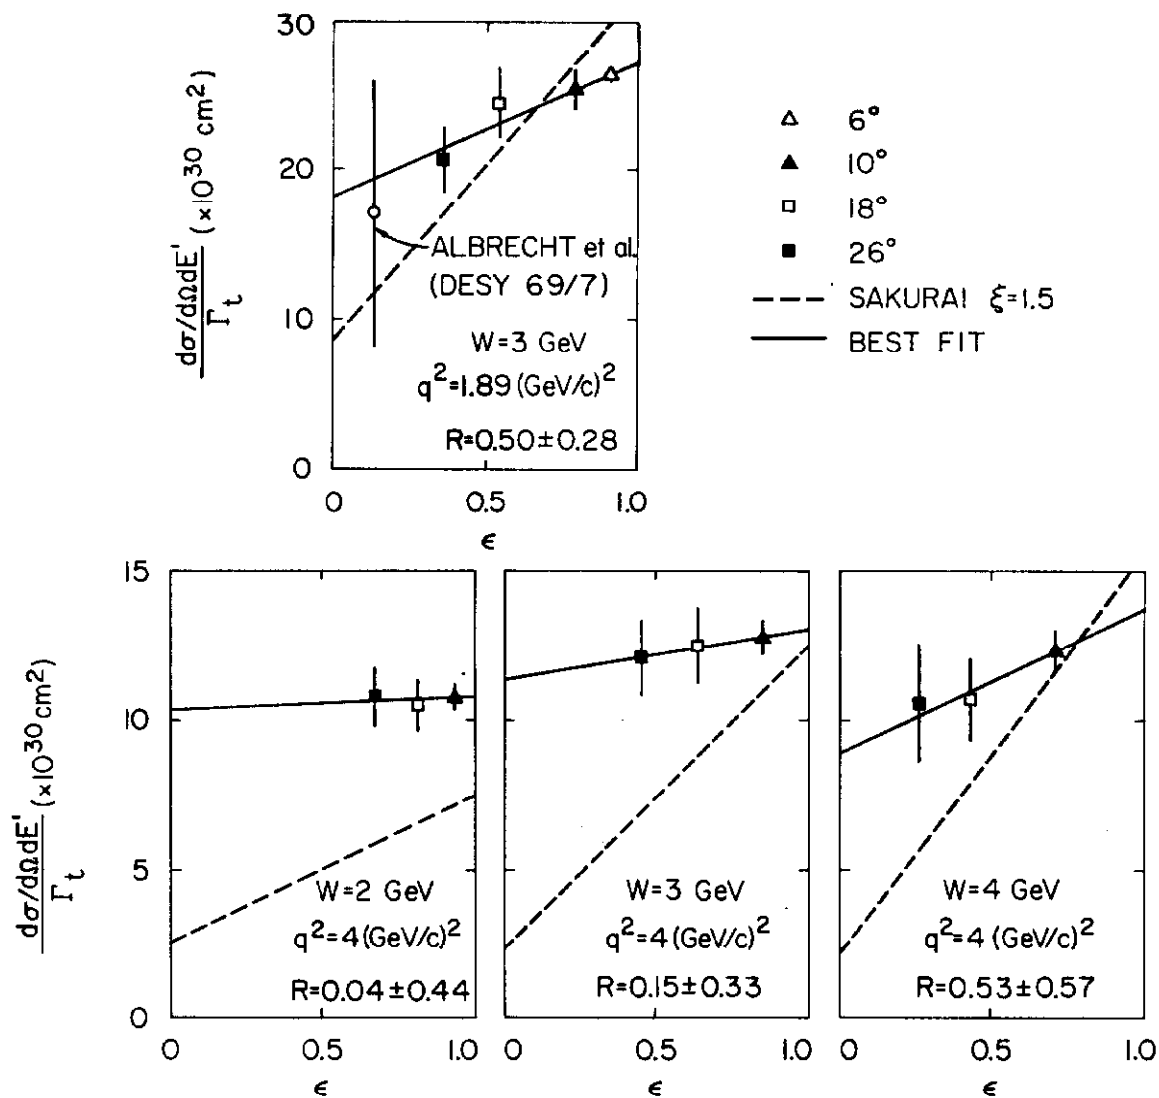 30
20
10
0
dσ/dΩdE' / Γt (×10^30 cm^2)
ALBRECHT et al.
(DESY 69/7)
W=3 GeV
q^2=1.89 (GeV/c)^2
R=0.50±0.28
0 0.5 1.0
ϵ
△ 6°
▲ 10°
□ 18°
■ 26°
--- SAKURAI ξ=1.5
— BEST FIT
15
10
5
0
dσ/dΩdE' / Γt (×10^30 cm^2)
W=2 GeV
q^2=4 (GeV/c)^2
R=0.04±0.44
0 0.5 1.0
ϵ
W=3 GeV
q^2=4 (GeV/c)^2
R=0.15±0.33
0 0.5 1.0
ϵ
W=4 GeV
q^2=4 (GeV/c)^2
R=0.53±0.57
0 0.5 1.0
ϵ